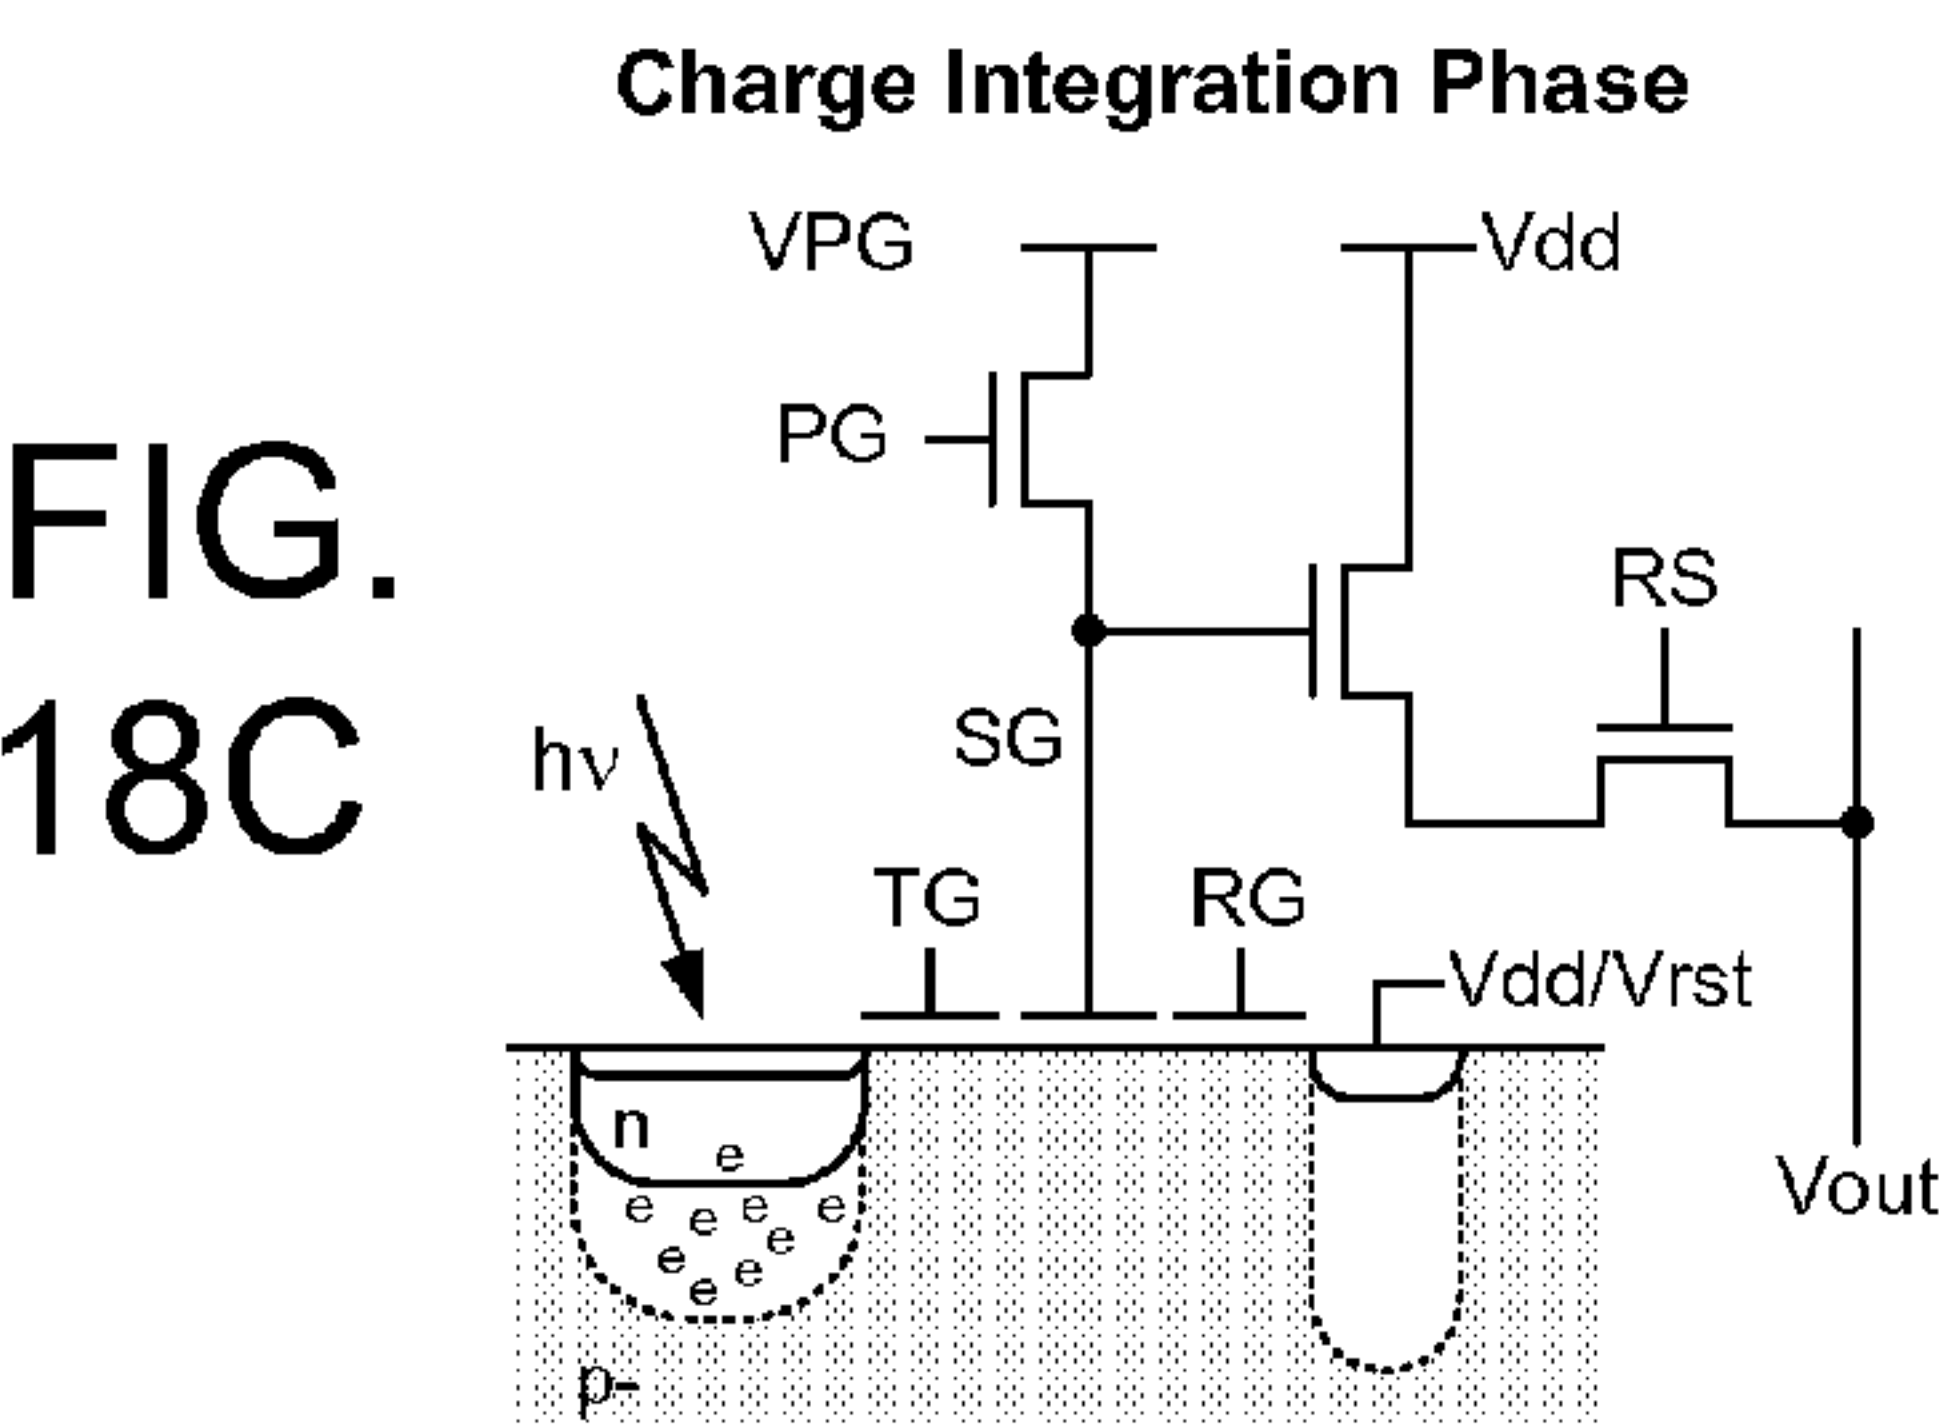 Charge Integration Phase
VPG
Vdd
PG
FIG.
18C
RS
SG
hν
TG
RG
Vdd/Vrst
n
e
e e e e
e e
e e
p-
Vout